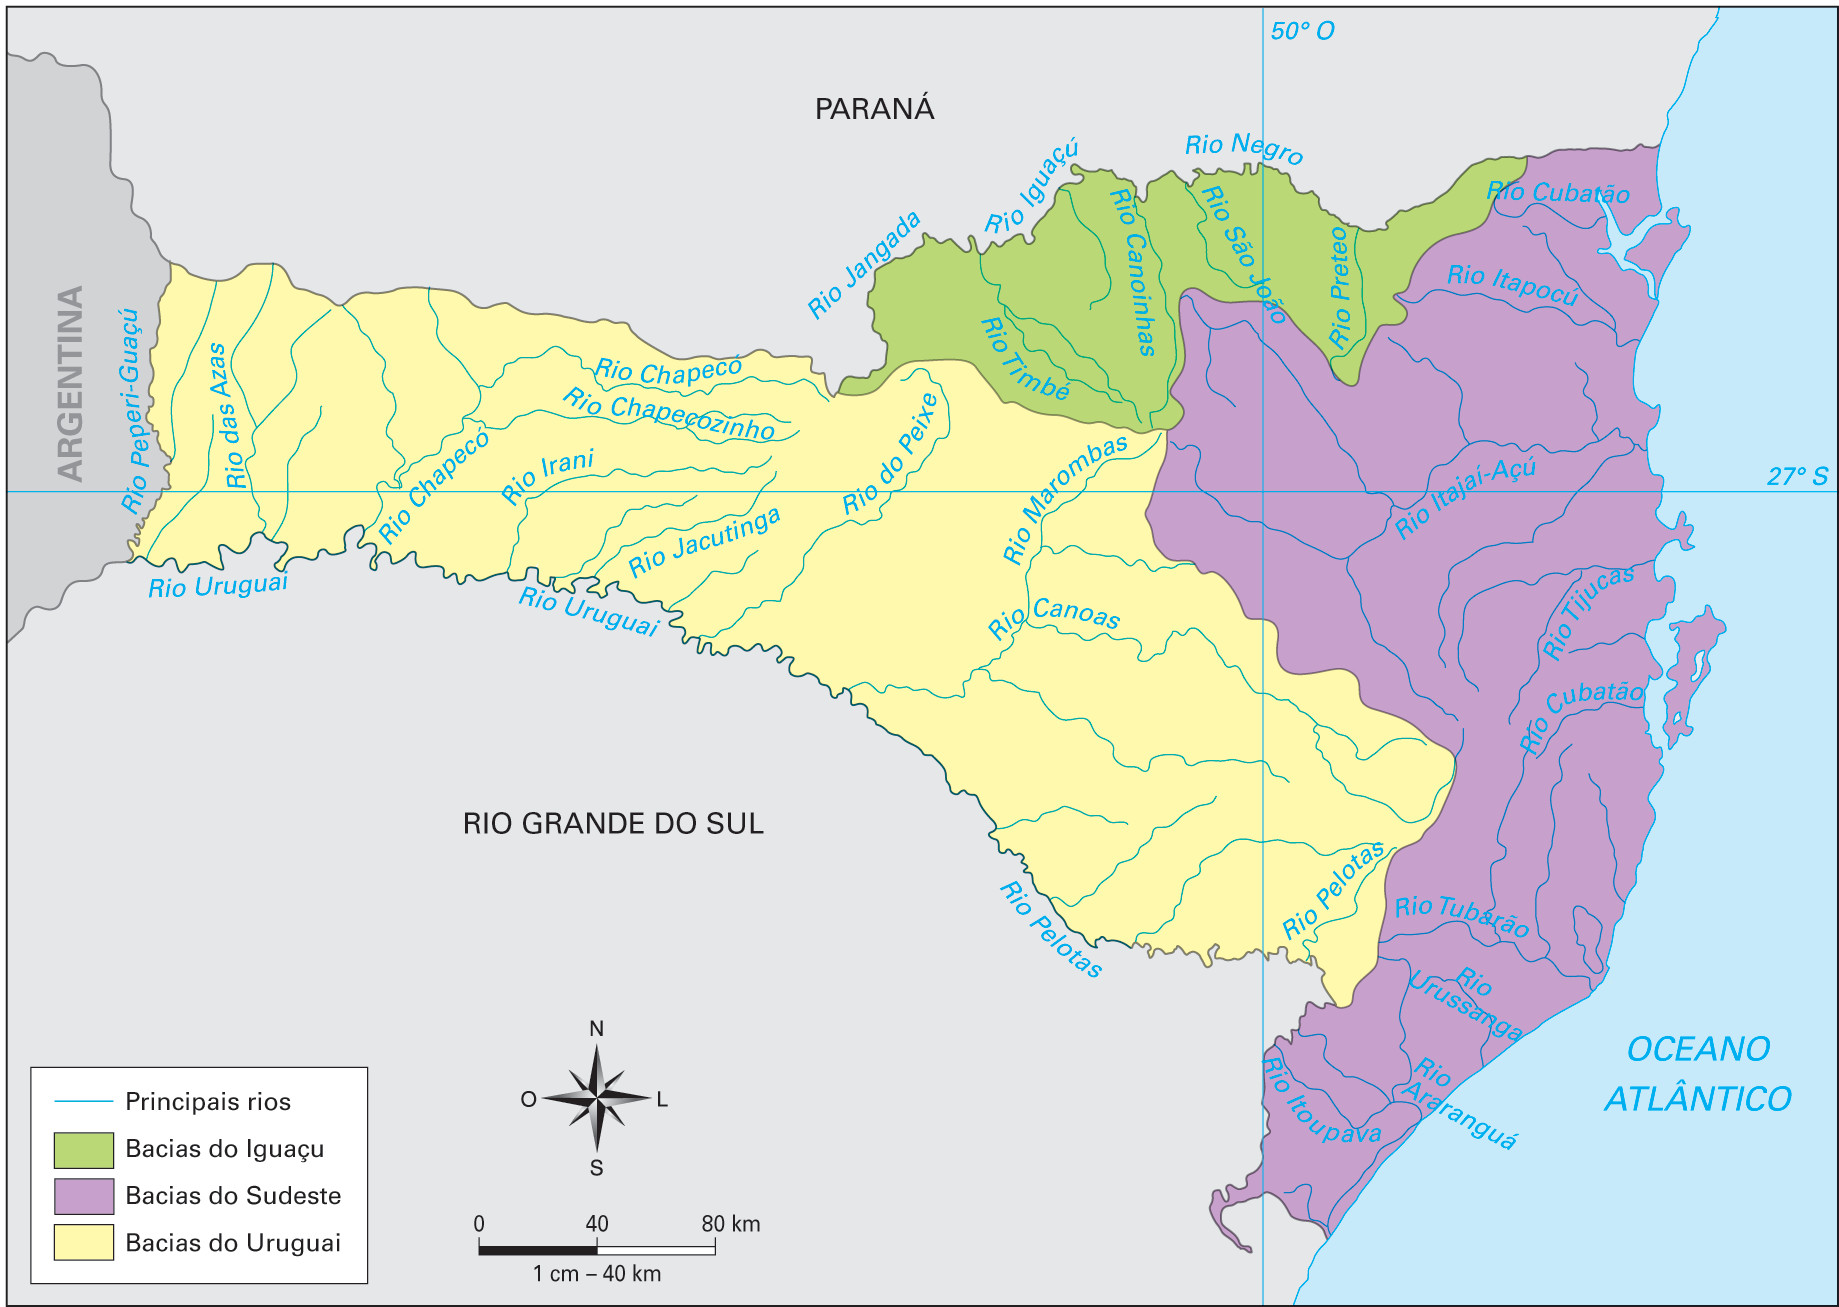 50° O
PARANÁ
Rio Negro
Rio Iguaçú
Rio Cubatão
Rio Jangada
Rio Canoinhas
Rio São João
Rio Preteo
Rio Itapocú
ARGENTINA
Rio Peperi-Guaçú
Rio das Azas
Rio Chapecó
Rio Chapecozinho
Rio Timbé
Rio do Peixe
Rio Chapecó
Rio Irani
Rio Marombas
Rio Itajaí-Açú
27° S
Rio Jacutinga
Rio Uruguai
Rio Uruguai
Rio Canoas
Rio Tijucas
Rio Cubatão
RIO GRANDE DO SUL
Rio Pelotas
Rio Pelotas
Rio Tubarão
Rio
Urussanga
Rio
Araranguá
Rio Itoupava
OCEANO
ATLÂNTICO
N
O
L
S
Principais rios
Bacias do Iguaçu
Bacias do Sudeste
Bacias do Uruguai
0 40 80 km
1 cm – 40 km